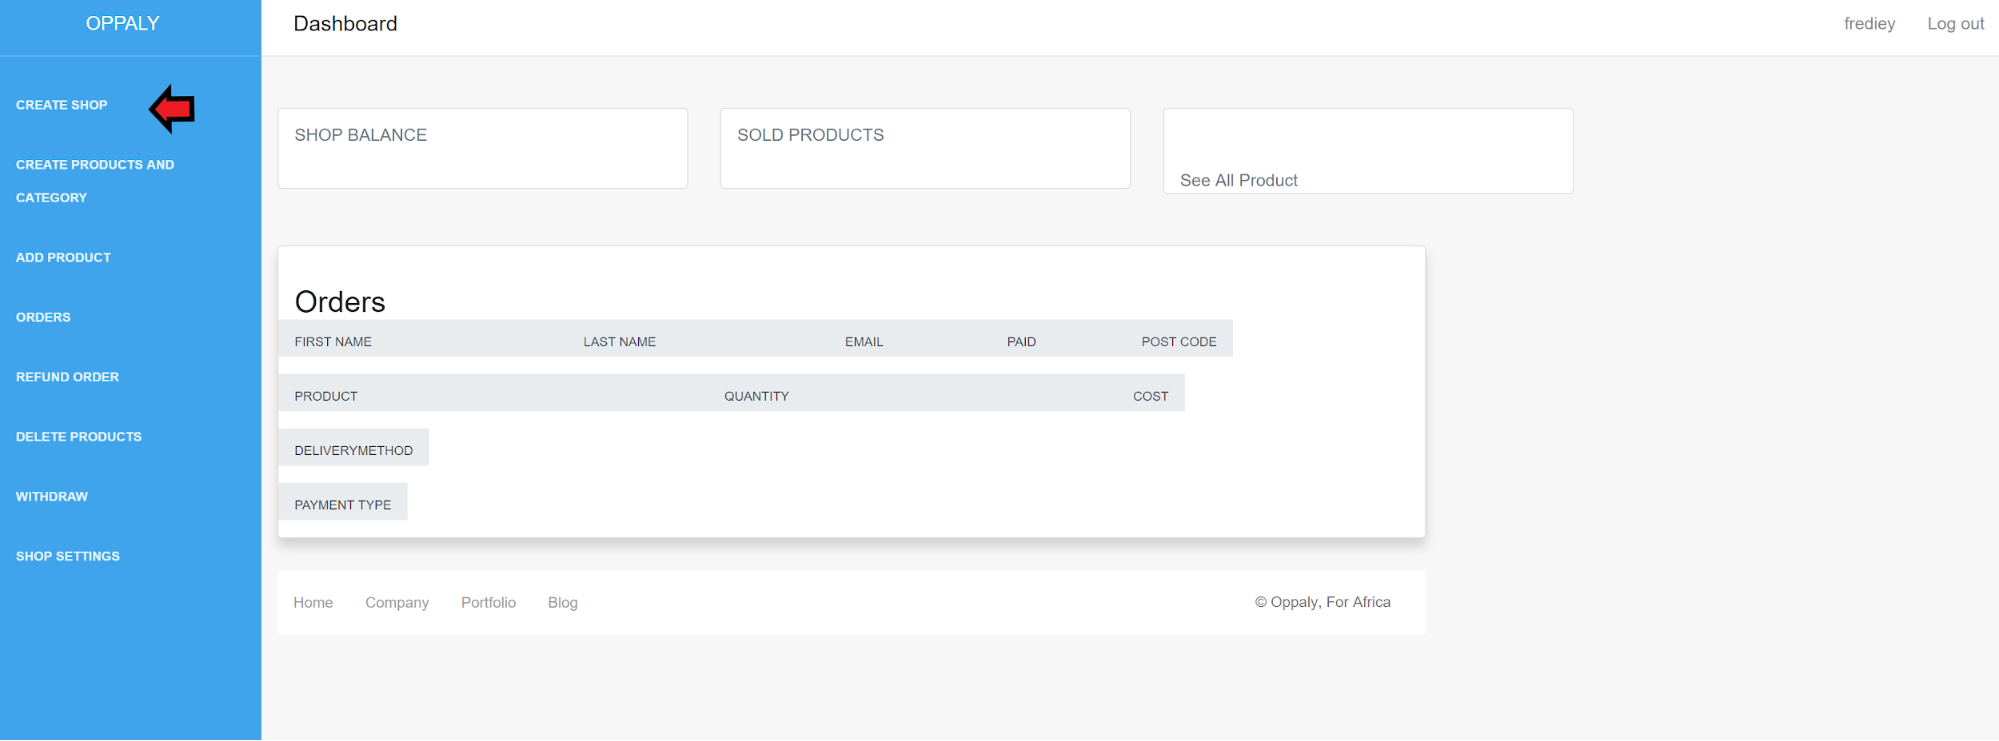 OPPALY
Dashboard
frediey
Log out
CREATE SHOP
CREATE PRODUCTS AND
CATEGORY
ADD PRODUCT
ORDERS
REFUND ORDER
DELETE PRODUCTS
WITHDRAW
SHOP SETTINGS
SHOP BALANCE
SOLD PRODUCTS
See All Product
Orders
FIRST NAME LAST NAME EMAIL PAID POST CODE
PRODUCT QUANTITY COST
DELIVERYMETHOD
PAYMENT TYPE
Home Company Portfolio Blog
© Oppaly, For Africa